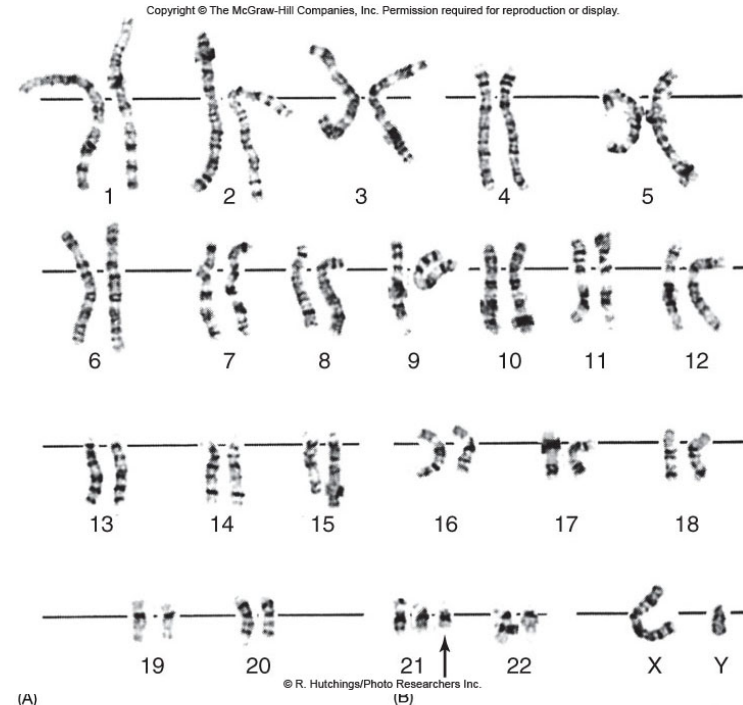 Copyright © The McGraw-Hill Companies, Inc. Permission required for reproduction or display.
1 2 3 4 5
6 7 8 9 10 11 12
13 14 15 16 17 18
19 20 21 22 X Y
© R. Hutchings/Photo Researchers Inc.
(A) (B)